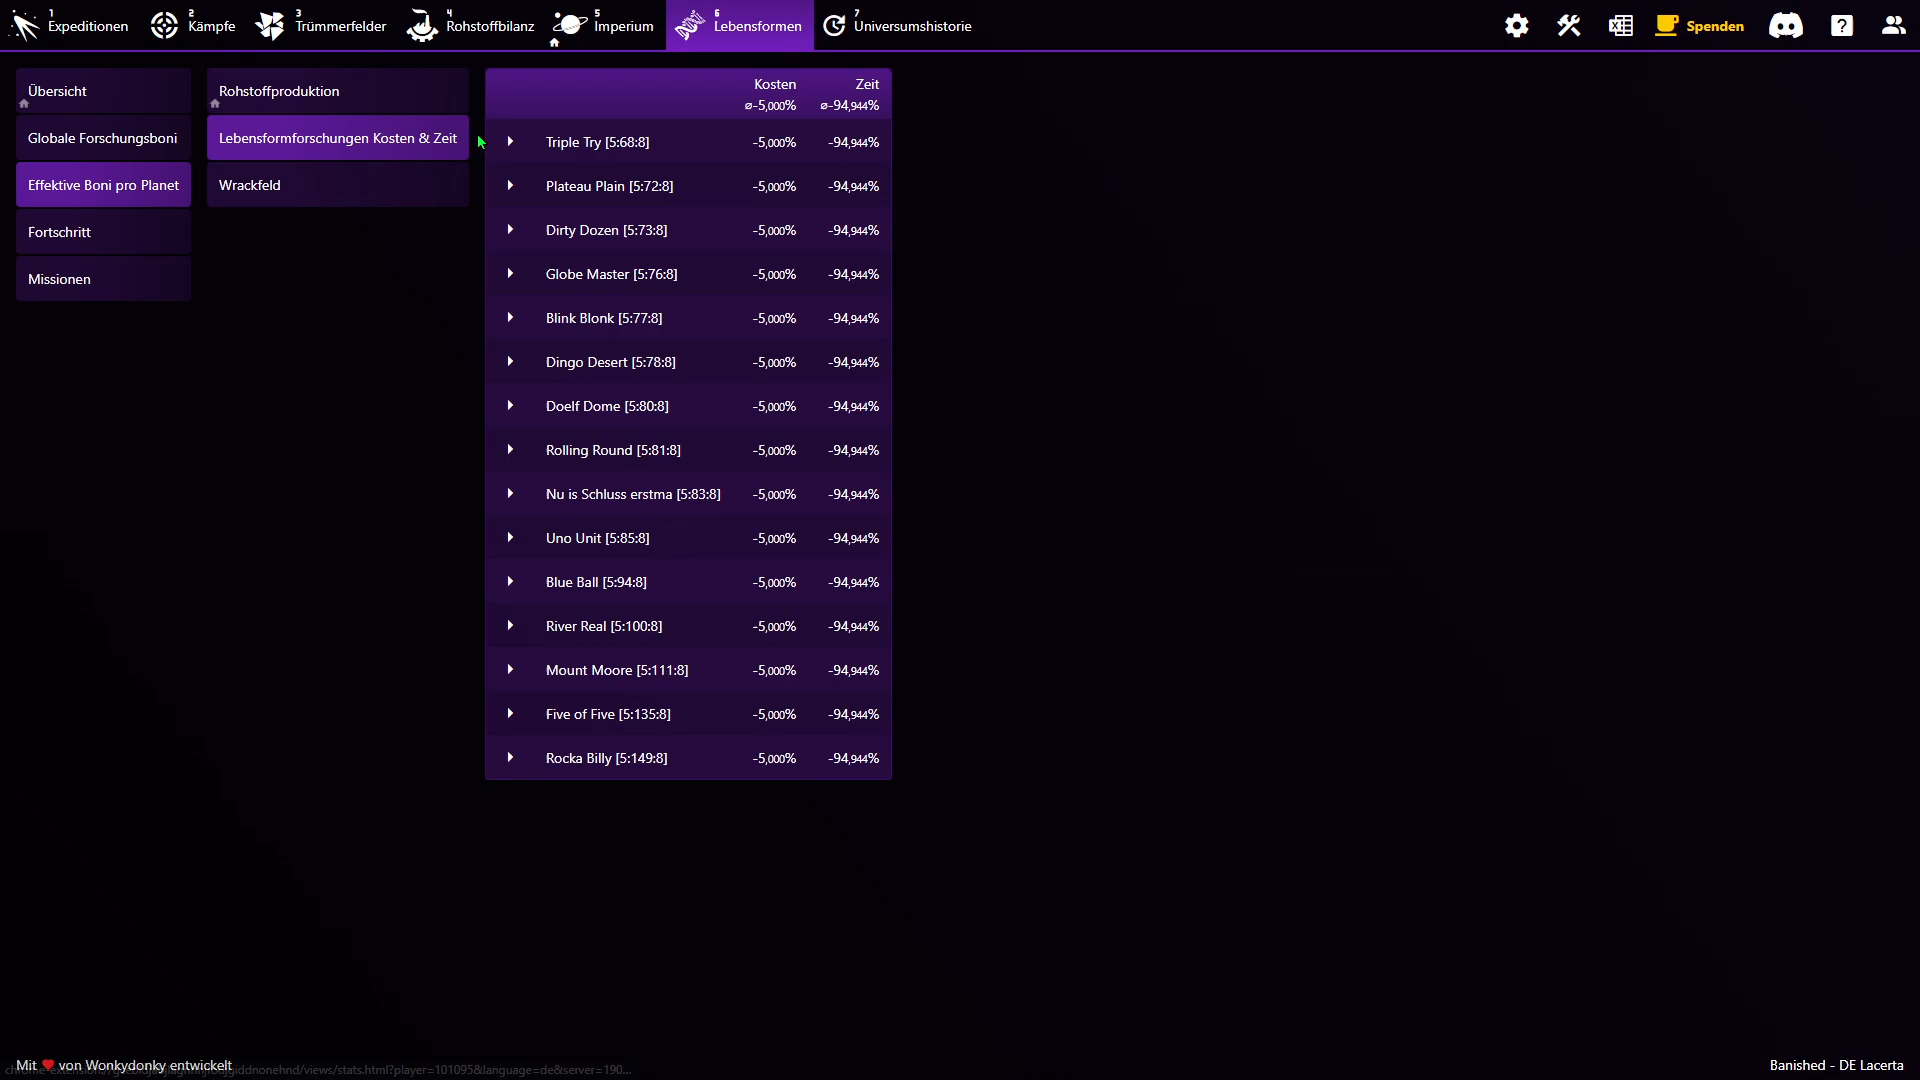 1 Expeditionen
2 Kämpfe
3 Trümmerfelder
4 Rohstoffbilanz
5 Imperium
6 Lebensformen
7 Universumshistorie
Spenden
Übersicht
Globale Forschungsboni
Effektive Boni pro Planet
Fortschritt
Missionen
Rohstoffproduktion
Lebensformforschungen Kosten & Zeit
Wrackfeld
Kosten Zeit
⌀-5,000% ⌀-94,944%
Triple Try [5:68:8] -5,000% -94,944%
Plateau Plain [5:72:8] -5,000% -94,944%
Dirty Dozen [5:73:8] -5,000% -94,944%
Globe Master [5:76:8] -5,000% -94,944%
Blink Blonk [5:77:8] -5,000% -94,944%
Dingo Desert [5:78:8] -5,000% -94,944%
Doelf Dome [5:80:8] -5,000% -94,944%
Rolling Round [5:81:8] -5,000% -94,944%
Nu is Schluss erstma [5:83:8] -5,000% -94,944%
Uno Unit [5:85:8] -5,000% -94,944%
Blue Ball [5:94:8] -5,000% -94,944%
River Real [5:100:8] -5,000% -94,944%
Mount Moore [5:111:8] -5,000% -94,944%
Five of Five [5:135:8] -5,000% -94,944%
Rocka Billy [5:149:8] -5,000% -94,944%
Mit ❤ von Wonkydonky entwickelt
Banished - DE Lacerta